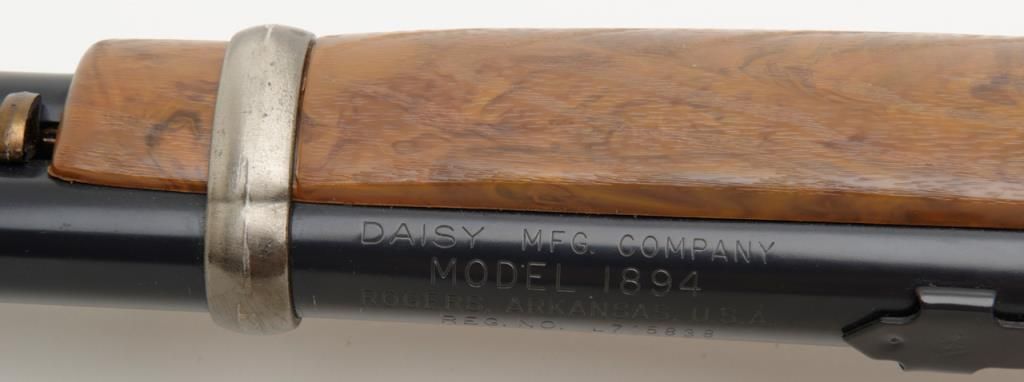 DAISY MFG. COMPANY
MODEL 1894
ROGERS, ARKANSAS, U.S.A.
REG. NO.